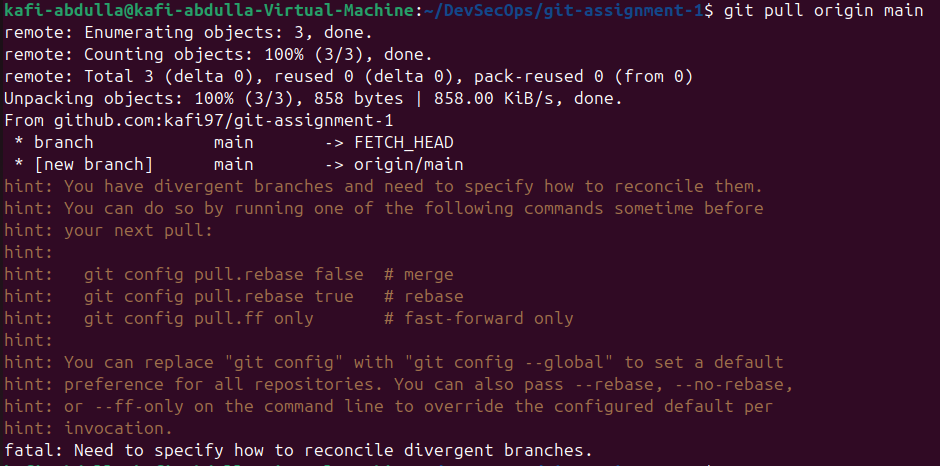 kafi-abdulla@kafi-abdulla-Virtual-Machine:~/DevSecOps/git-assignment-1$ git pull origin main
remote: Enumerating objects: 3, done.
remote: Counting objects: 100% (3/3), done.
remote: Total 3 (delta 0), reused 0 (delta 0), pack-reused 0 (from 0)
Unpacking objects: 100% (3/3), 858 bytes | 858.00 KiB/s, done.
From github.com:kafi97/git-assignment-1
 * branch            main       -> FETCH_HEAD
 * [new branch]      main       -> origin/main
hint: You have divergent branches and need to specify how to reconcile them.
hint: You can do so by running one of the following commands sometime before
hint: your next pull:
hint:
hint:   git config pull.rebase false  # merge
hint:   git config pull.rebase true   # rebase
hint:   git config pull.ff only       # fast-forward only
hint:
hint: You can replace "git config" with "git config --global" to set a default
hint: preference for all repositories. You can also pass --rebase, --no-rebase,
hint: or --ff-only on the command line to override the configured default per
hint: invocation.
fatal: Need to specify how to reconcile divergent branches.